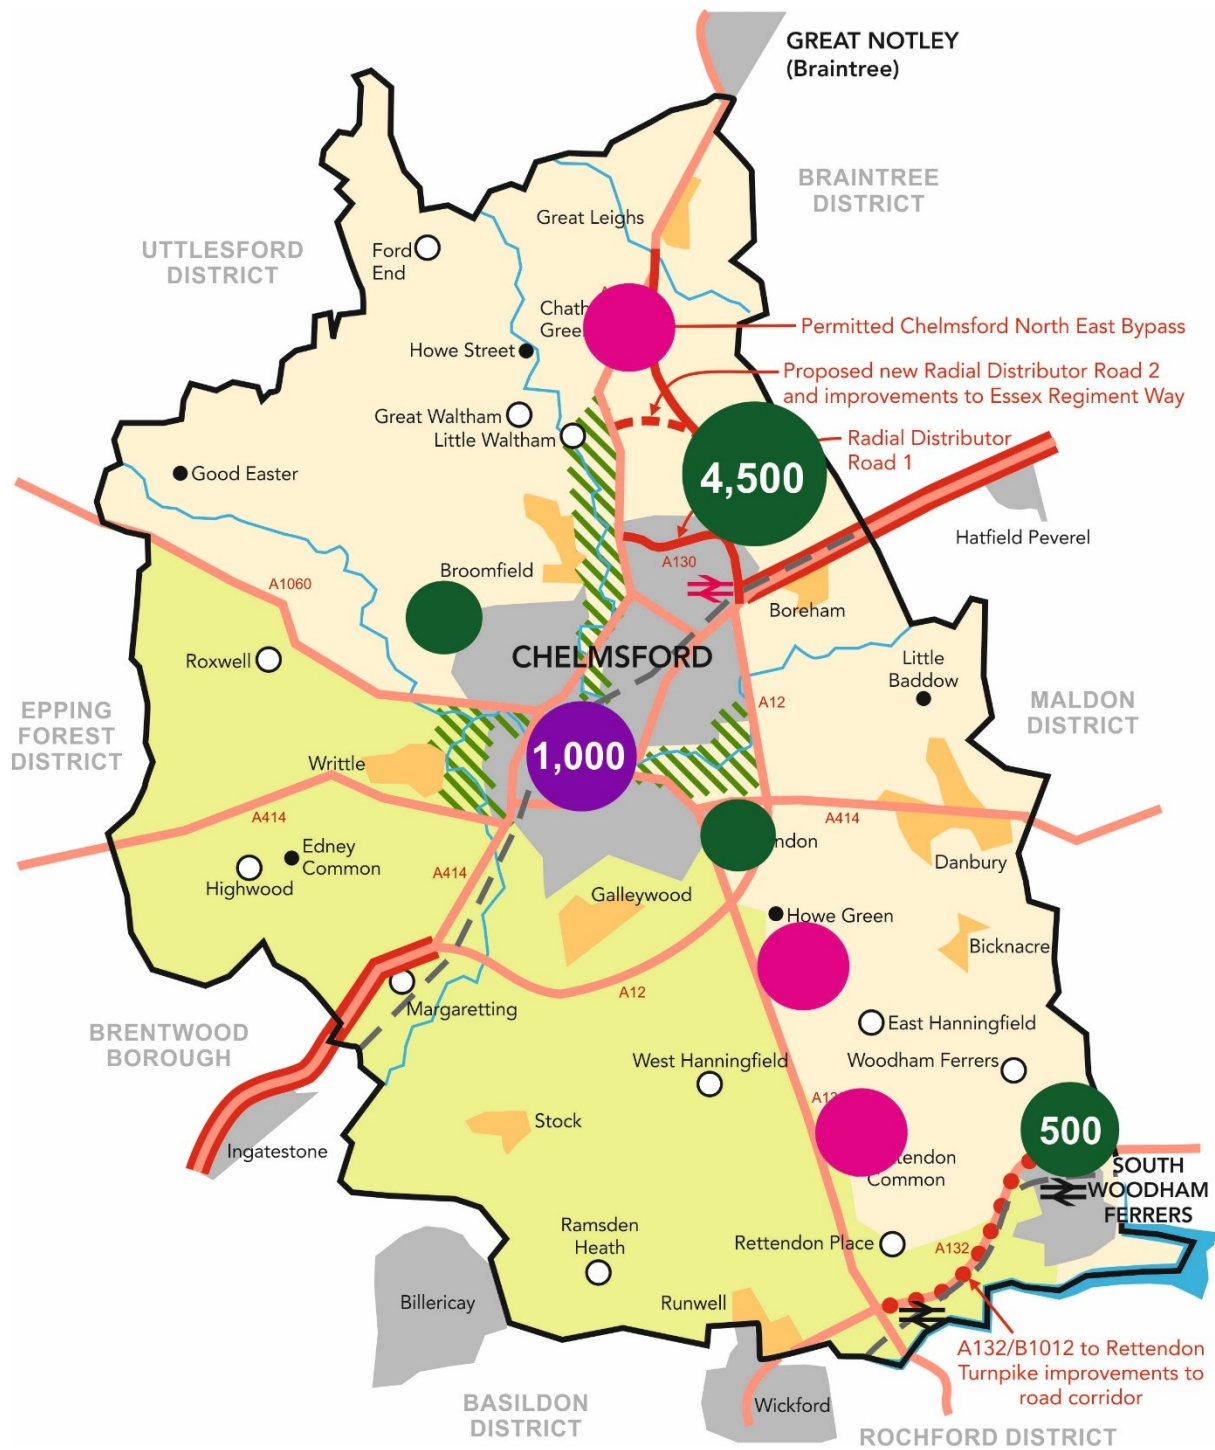 GREAT NOTLEY
(Braintree)
BRAINTREE
DISTRICT
UTTLESFORD
DISTRICT
Great Leighs
Ford
End
Permitted Chelmsford North East Bypass
Howe Street
Proposed new Radial Distributor Road 2
and improvements to Essex Regiment Way
Great Waltham
Little Waltham
Radial Distributor
Road 1
Good Easter
4,500
Hatfield Peverel
A130
Broomfield
A1060
Boreham
CHELMSFORD
Roxwell
Little
Baddow
A12
EPPING
FOREST
DISTRICT
MALDON
DISTRICT
1,000
Writtle
A414
A414
Edney
Common
Highwood
A414
Danbury
Galleywood
Howe Green
Bicknacre
A12
Margaretting
East Hanningfield
BRENTWOOD
BOROUGH
West Hanningfield
Woodham Ferrers
Stock
500
Ingatestone
Common
SOUTH
WOODHAM
FERRERS
Ramsden
Heath
Rettendon Place
A132
Billericay
Runwell
A132/B1012 to Rettendon
Turnpike improvements to
road corridor
BASILDON
DISTRICT
Wickford
ROCHFORD DISTRICT